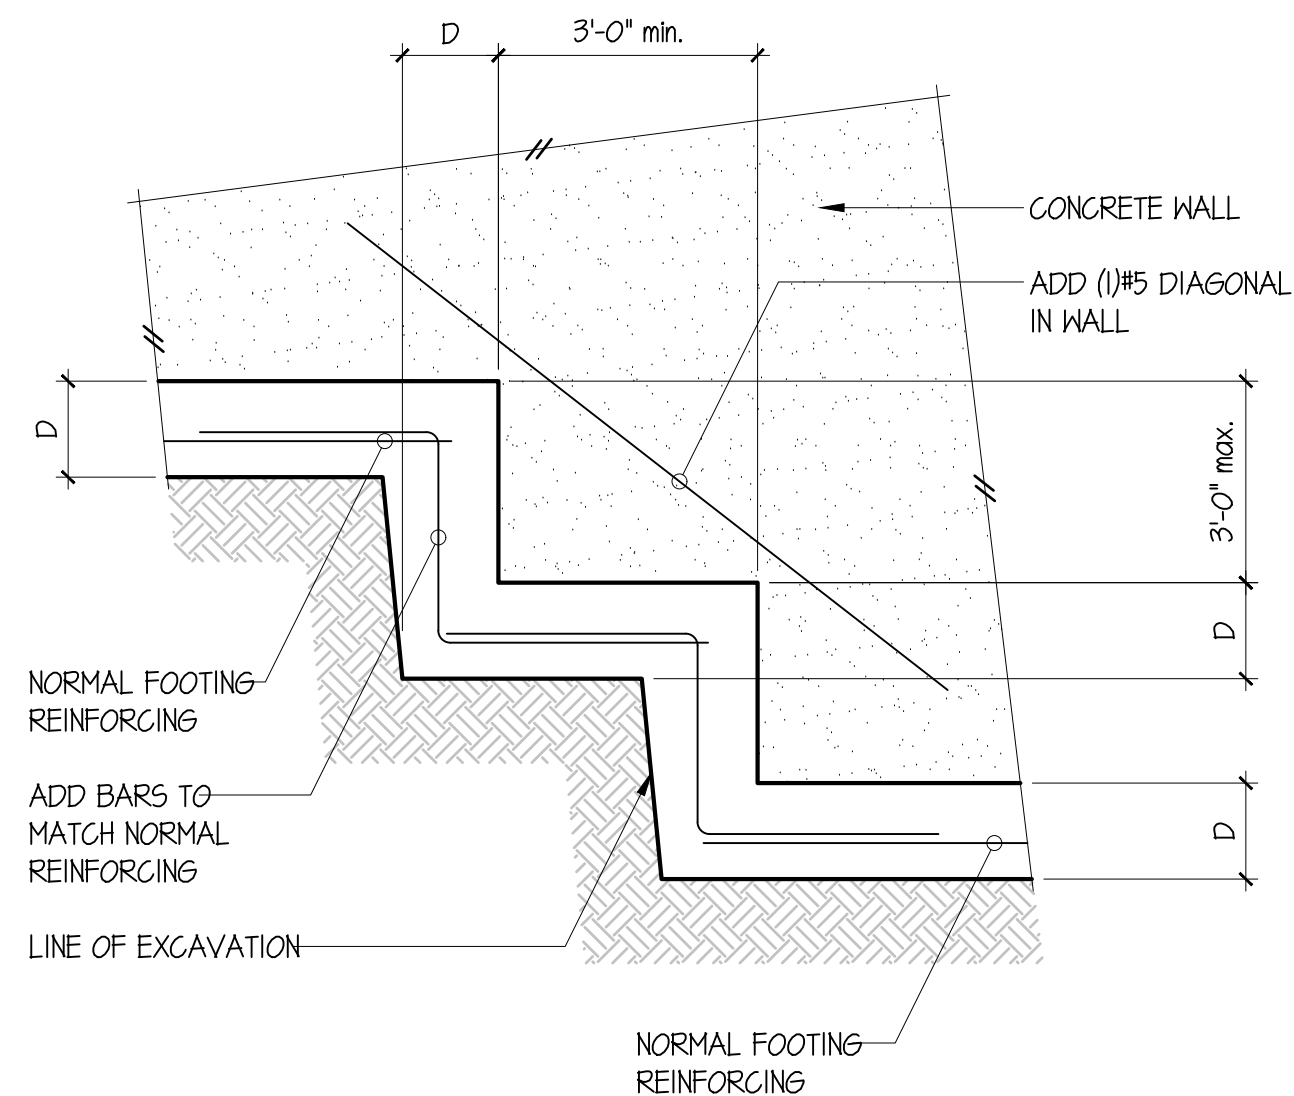 D
3'-0" min.
CONCRETE WALL
ADD (1)#5 DIAGONAL
IN WALL
D
3'-0" max.
D
NORMAL FOOTING
REINFORCING
ADD BARS TO
MATCH NORMAL
REINFORCING
D
LINE OF EXCAVATION
NORMAL FOOTING
REINFORCING